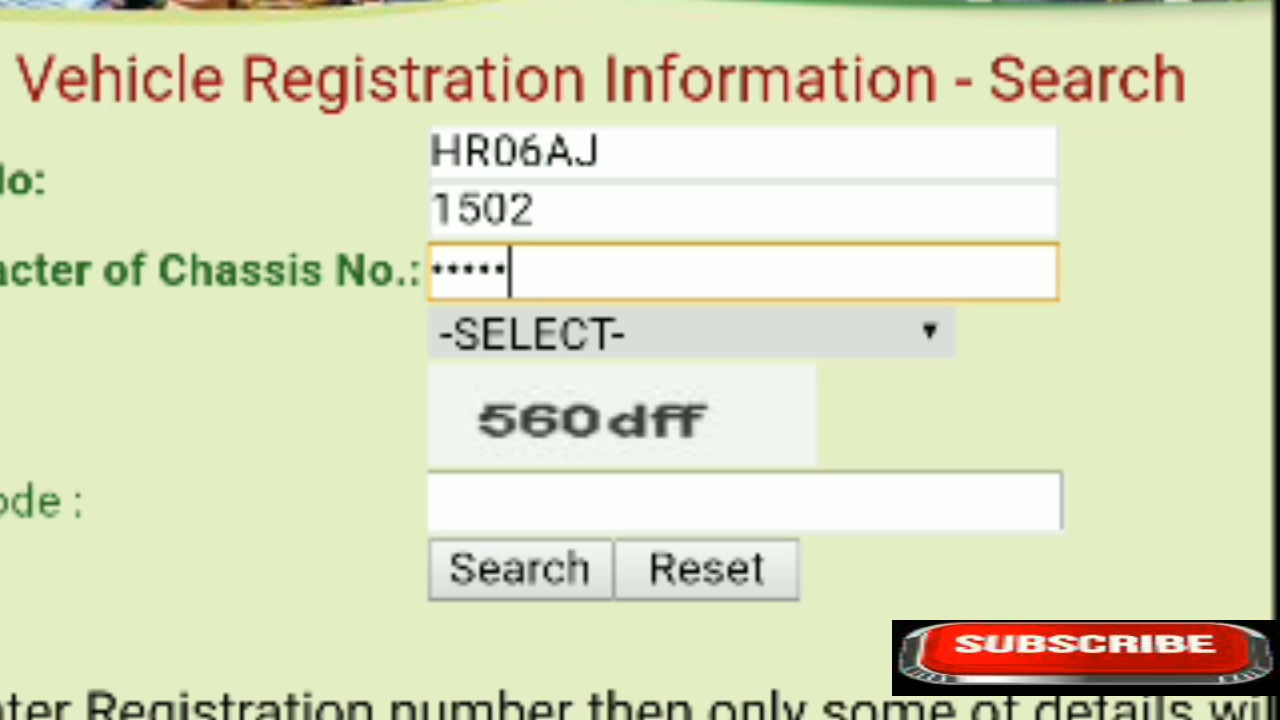 Vehicle Registration Information - Search
HR06AJ
No:
1502
acter of Chassis No.: •••••
-SELECT- ▼
560dff
ode :
Search Reset
SUBSCRIBE
nter Registration number then only some of details wil